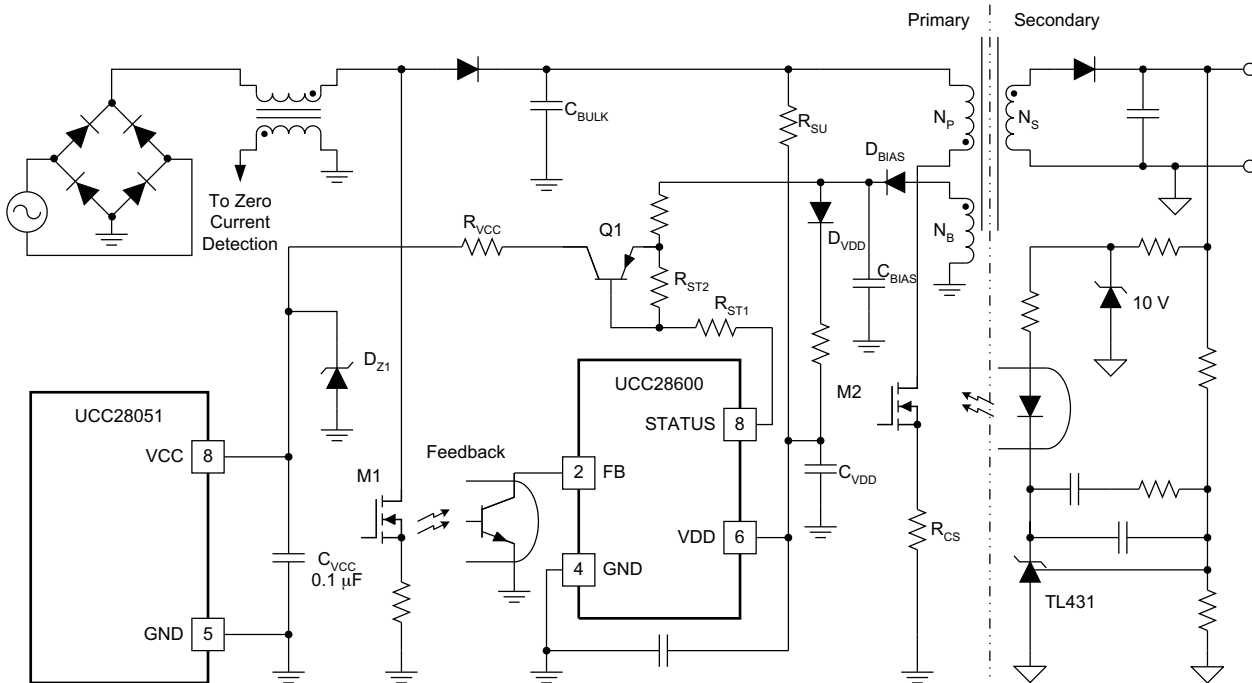 Primary
Secondary
C_BULK
R_SU
N_P
N_S
D_BIAS
To Zero
Current
Detection
R_VCC
Q1
D_VDD
N_B
C_BIAS
R_ST2
R_ST1
10 V
D_Z1
UCC28051
UCC28600
M2
STATUS
8
VCC
8
Feedback
M1
2
FB
C_VDD
VDD
6
R_CS
C_VCC
0.1 μF
4
GND
TL431
GND
5